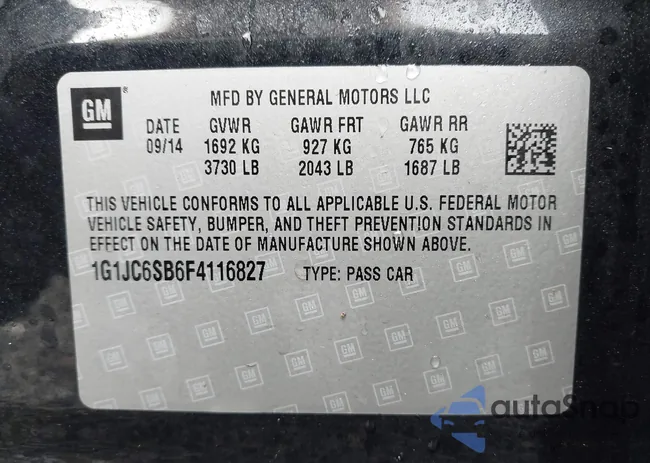 GM
MFD BY GENERAL MOTORS LLC
DATE GVWR GAWR FRT GAWR RR
09/14 1692 KG 927 KG 765 KG
3730 LB 2043 LB 1687 LB
THIS VEHICLE CONFORMS TO ALL APPLICABLE U.S. FEDERAL MOTOR
VEHICLE SAFETY, BUMPER, AND THEFT PREVENTION STANDARDS IN
EFFECT ON THE DATE OF MANUFACTURE SHOWN ABOVE.
1G1JC6SB6F4116827 TYPE: PASS CAR
autoSnap